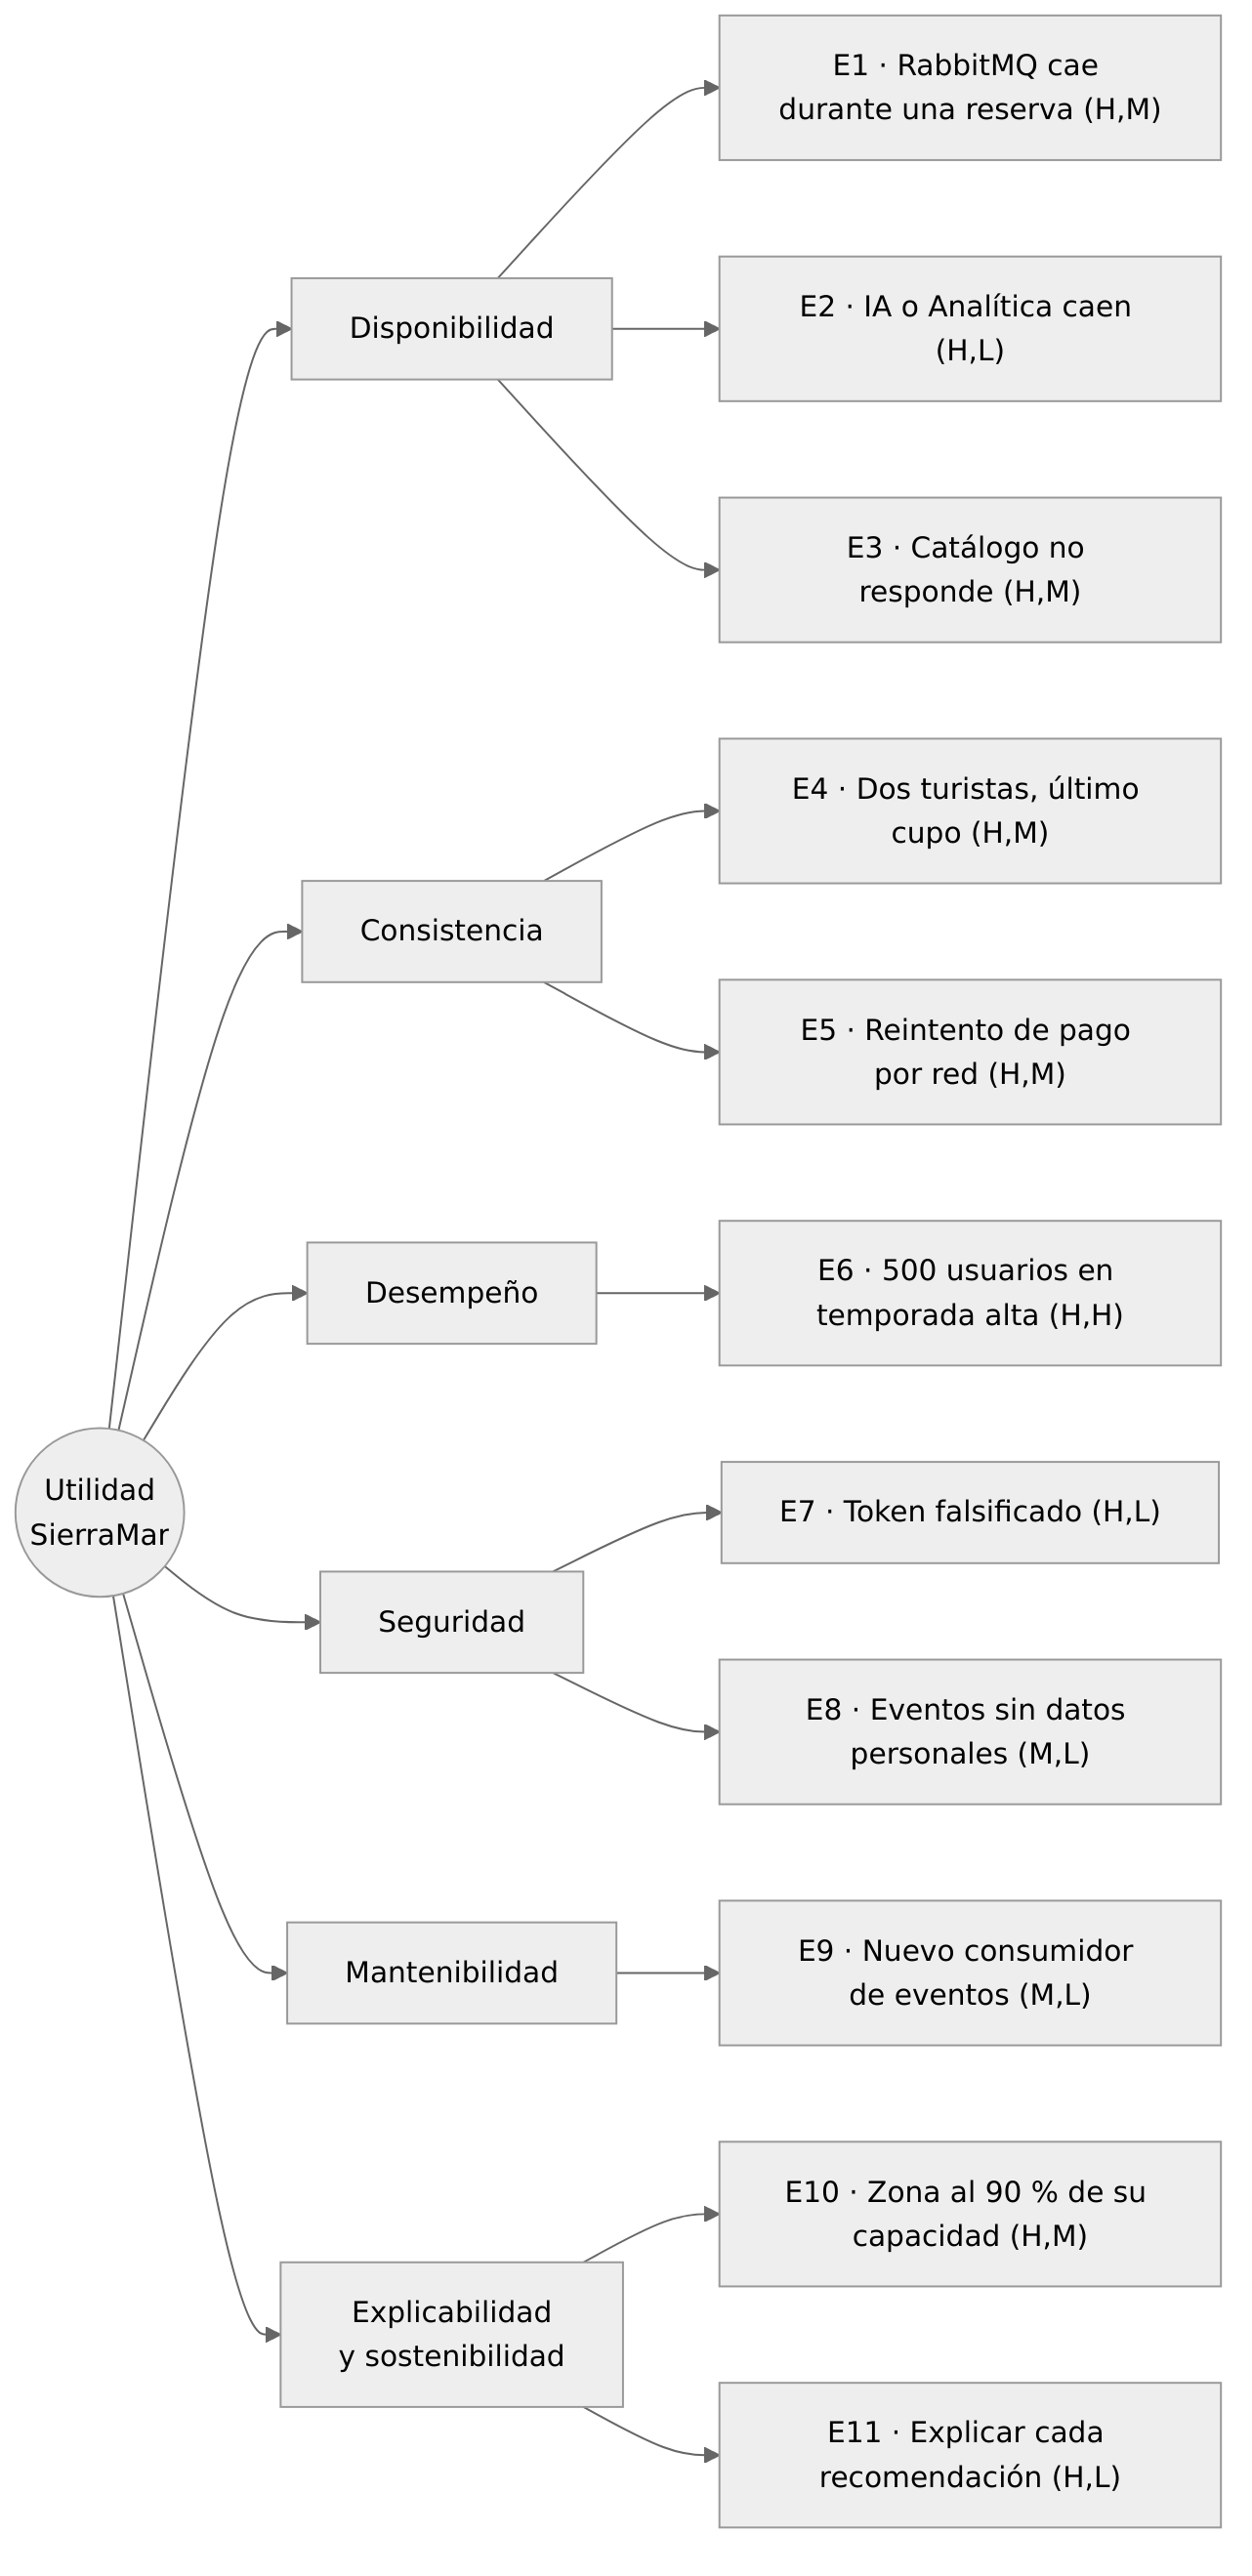 E1 · RabbitMQ cae
durante una reserva (H,M)
E2 · IA o Analítica caen
(H,L)
Disponibilidad
E3 · Catálogo no
responde (H,M)
E4 · Dos turistas, último
cupo (H,M)
Consistencia
E5 · Reintento de pago
por red (H,M)
Desempeño
E6 · 500 usuarios en
temporada alta (H,H)
Utilidad
SierraMar
E7 · Token falsificado (H,L)
Seguridad
E8 · Eventos sin datos
personales (M,L)
Mantenibilidad
E9 · Nuevo consumidor
de eventos (M,L)
E10 · Zona al 90 % de su
capacidad (H,M)
Explicabilidad
y sostenibilidad
E11 · Explicar cada
recomendación (H,L)